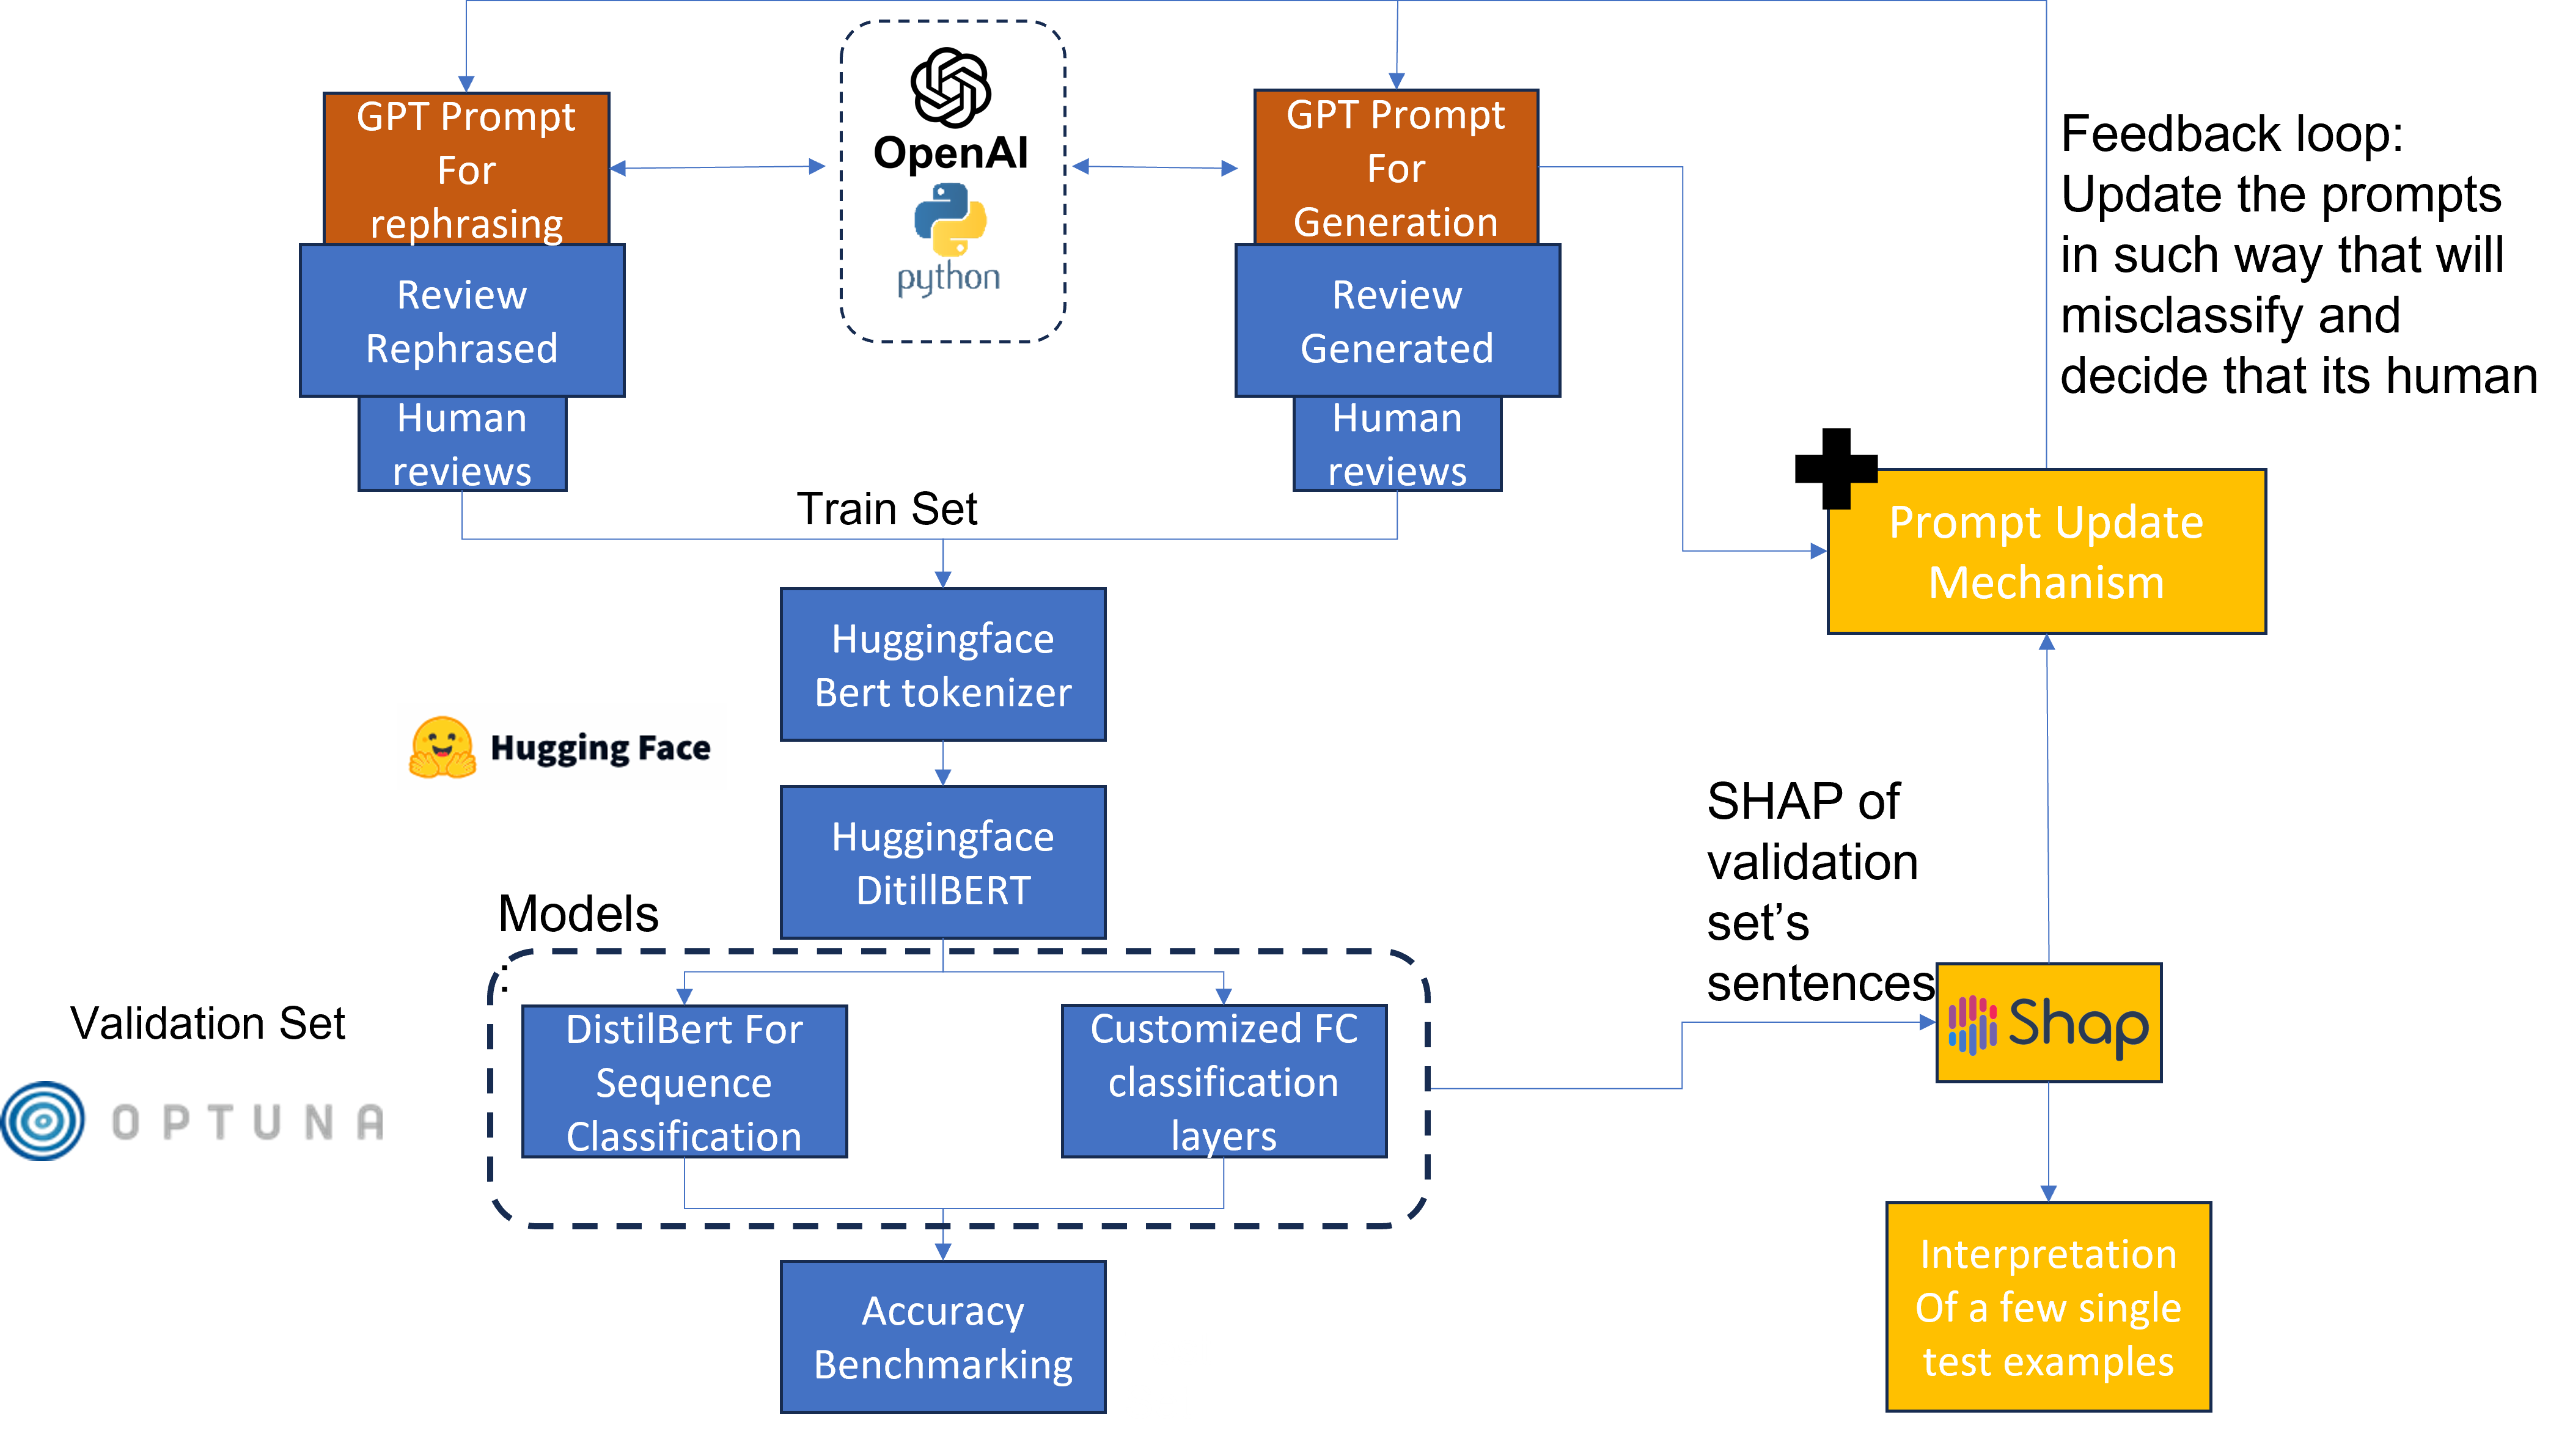 GPT Prompt
For
rephrasing
Review
Rephrased
Human
reviews
OpenAI
python
GPT Prompt
For
Generation
Review
Generated
Human
reviews
Feedback loop:
Update the prompts
in such way that will
misclassify and
decide that its human
Prompt Update
Mechanism
Train Set
Huggingface
Bert tokenizer
Hugging Face
Huggingface
DitillBERT
Models
:
Validation Set
OPTUNA
DistilBert For
Sequence
Classification
Customized FC
classification
layers
Accuracy
Benchmarking
SHAP of
validation
set’s
sentences
Shap
Interpretation
Of a few single
test examples